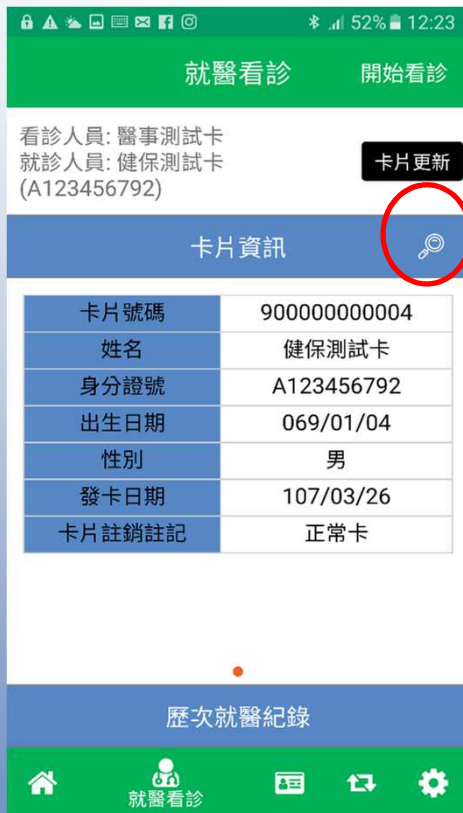 52% 12:23
就醫看診 開始看診
看診人員: 醫事測試卡
就診人員: 健保測試卡
(A123456792)
卡片更新
卡片資訊
卡片號碼 900000000004
姓名 健保測試卡
身分證號 A123456792
出生日期 069/01/04
性別 男
發卡日期 107/03/26
卡片註銷註記 正常卡
歷次就醫紀錄
就醫看診